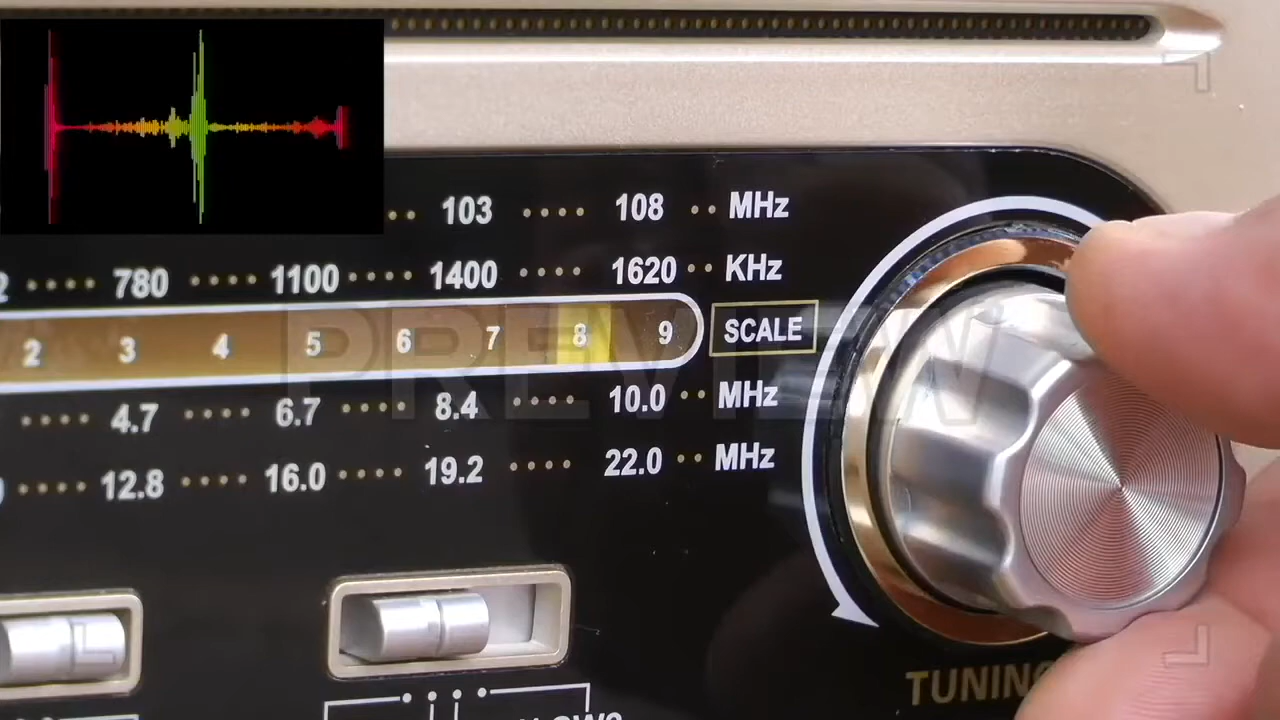 103 108 MHz
780 1100 1400 1620 KHz
2 3 4 5 6 7 8 9 SCALE
4.7 6.7 8.4 10.0 MHz
12.8 16.0 19.2 22.0 MHz
PREVIEW
TUNING